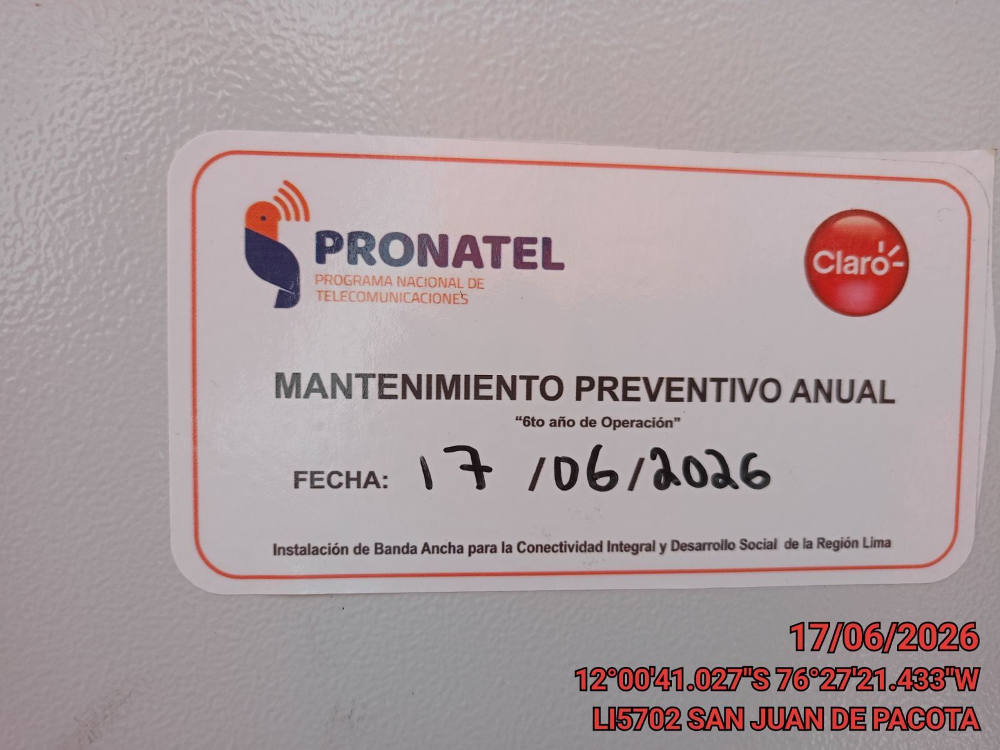 PRONATEL
PROGRAMA NACIONAL DE
TELECOMUNICACIONES
Claro
MANTENIMIENTO PREVENTIVO ANUAL
“6to año de Operación”
FECHA: 17/06/2026
Instalación de Banda Ancha para la Conectividad Integral y Desarrollo Social de la Región Lima
17/06/2026
12°00'41.027"S 76°27'21.433"W
LI5702 SAN JUAN DE PACOTA